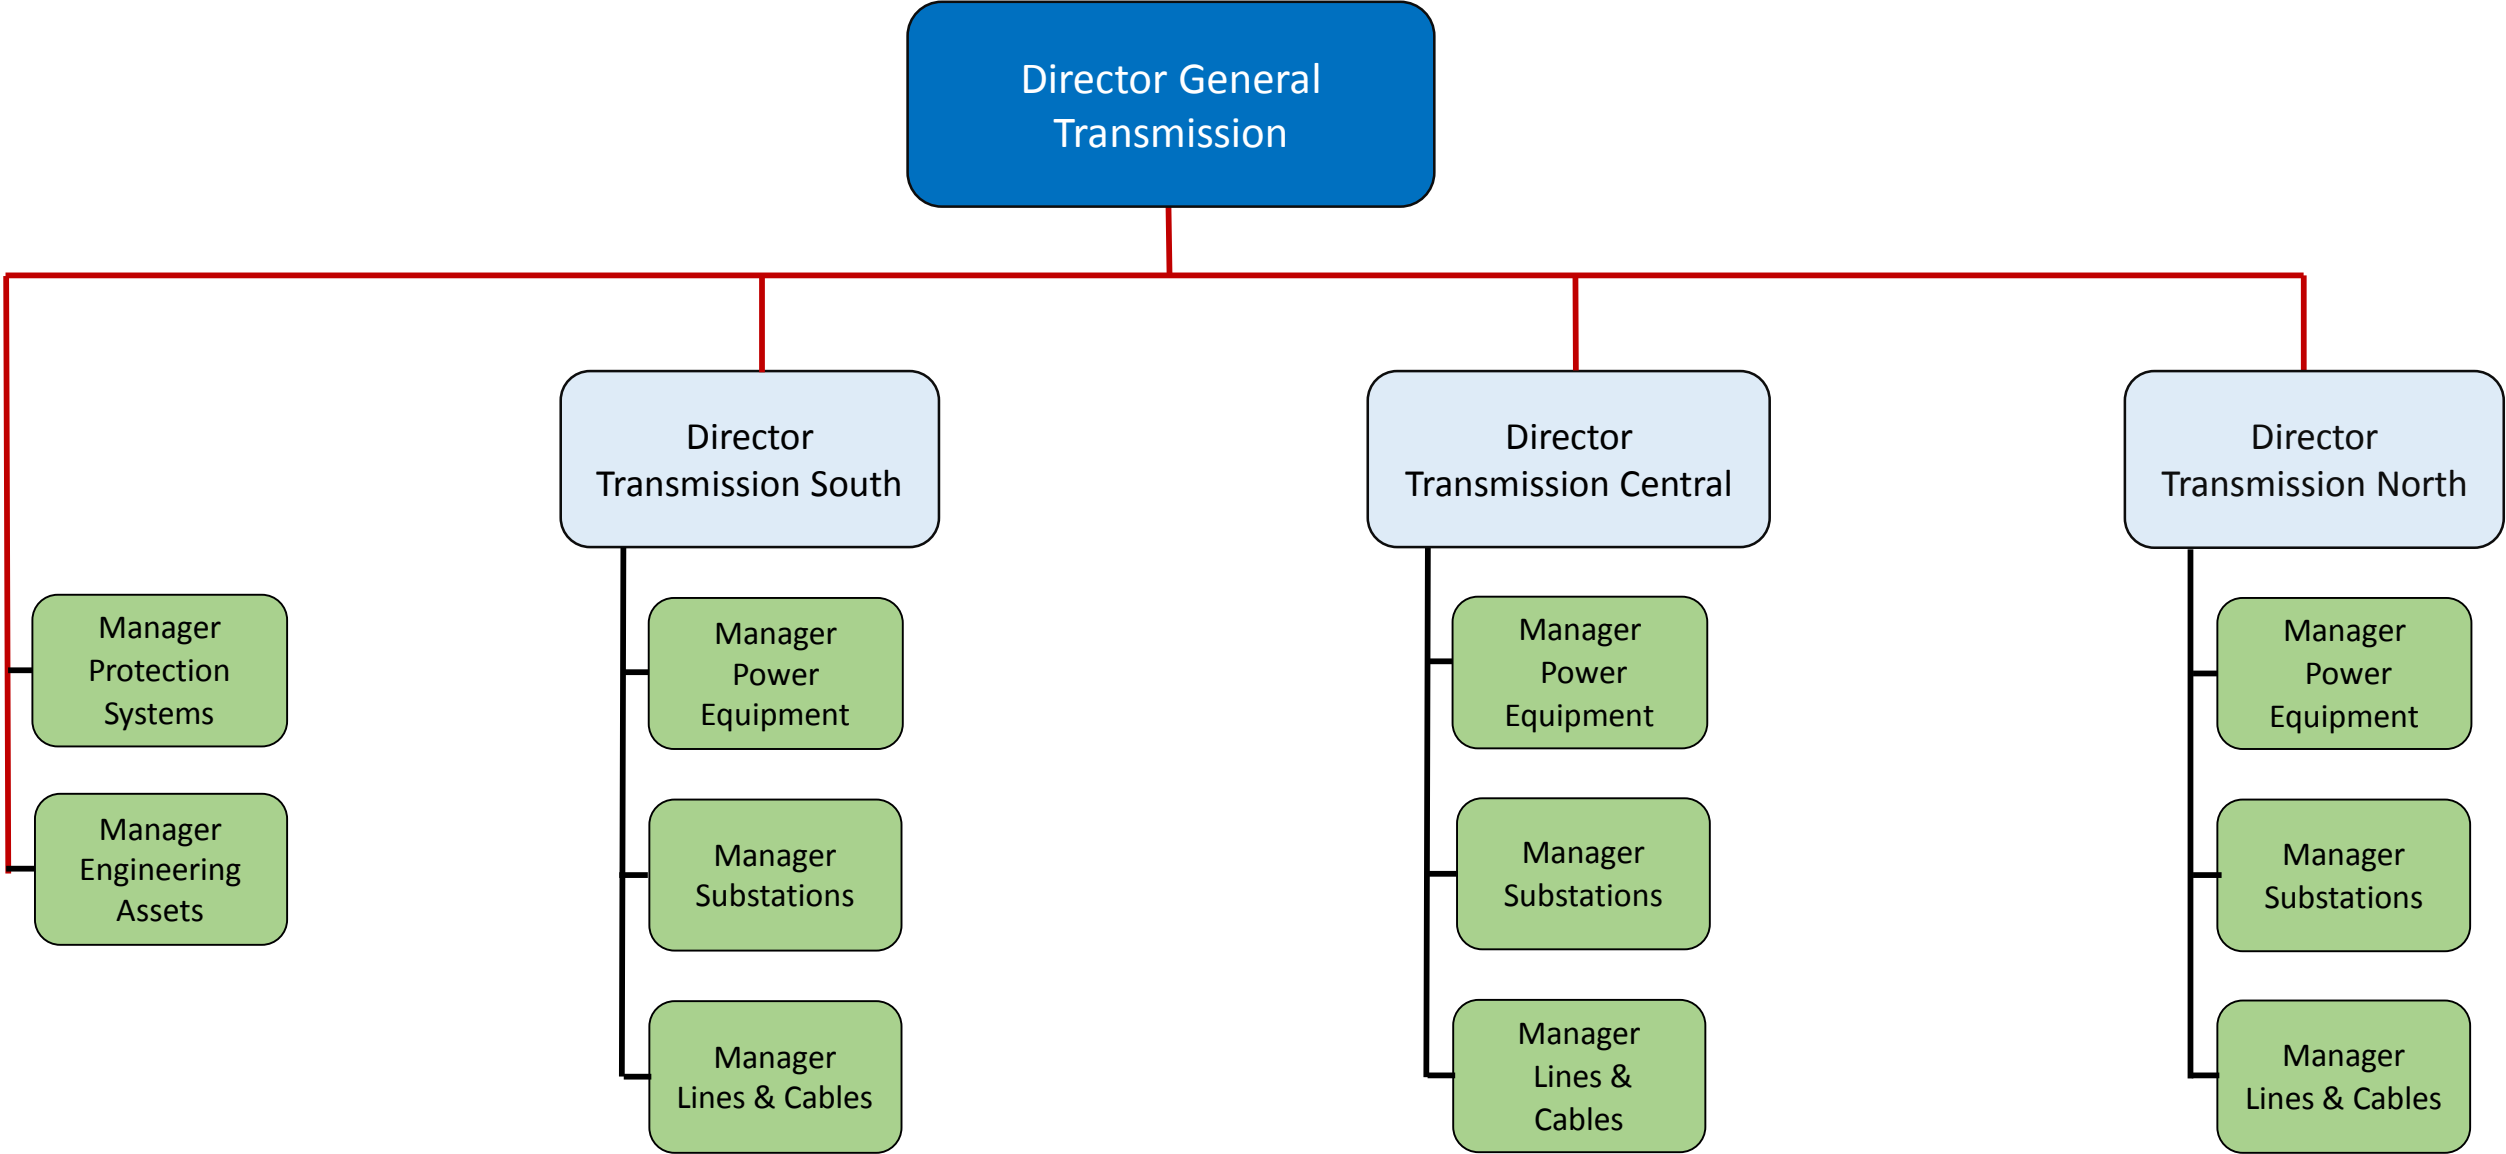 Director General
Transmission
Director
Transmission South
Director
Transmission Central
Director
Transmission North
Manager
Protection
Systems
Manager
Engineering
Assets
Manager
Power
Equipment
Manager
Substations
Manager
Lines & Cables
Manager
Power
Equipment
Manager
Substations
Manager
Lines &
Cables
Manager
Power
Equipment
Manager
Substations
Manager
Lines & Cables